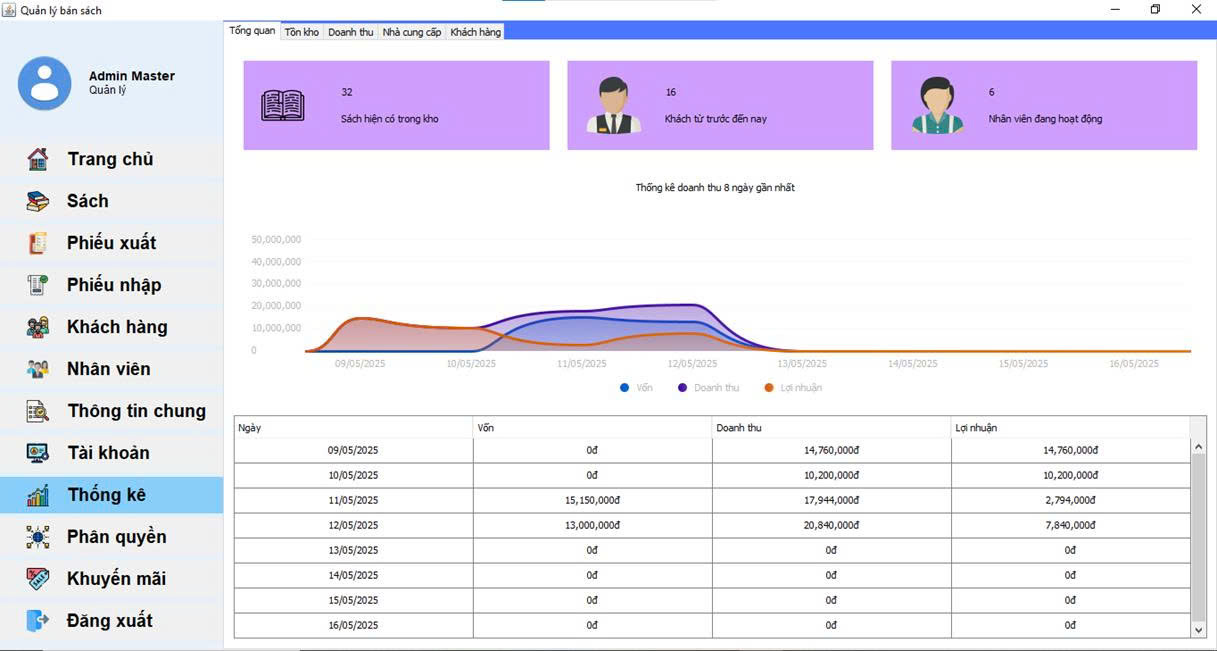 Quản lý bán sách
Admin Master
Quản lý
Trang chủ
Sách
Phiếu xuất
Phiếu nhập
Khách hàng
Nhân viên
Thông tin chung
Tài khoản
Thống kê
Phân quyền
Khuyến mãi
Đăng xuất
Tổng quan Tồn kho Doanh thu Nhà cung cấp Khách hàng
32
Sách hiện có trong kho
16
Khách từ trước đến nay
6
Nhân viên đang hoạt động
Thống kê doanh thu 8 ngày gần nhất
50,000,000
40,000,000
30,000,000
20,000,000
10,000,000
0
09/05/2025 10/05/2025 11/05/2025 12/05/2025 13/05/2025 14/05/2025 15/05/2025 16/05/2025
Vốn Doanh thu Lợi nhuận
Ngày Vốn Doanh thu Lợi nhuận
09/05/2025 0đ 14,760,000đ 14,760,000đ
10/05/2025 0đ 10,200,000đ 10,200,000đ
11/05/2025 15,150,000đ 17,944,000đ 2,794,000đ
12/05/2025 13,000,000đ 20,840,000đ 7,840,000đ
13/05/2025 0đ 0đ 0đ
14/05/2025 0đ 0đ 0đ
15/05/2025 0đ 0đ 0đ
16/05/2025 0đ 0đ 0đ